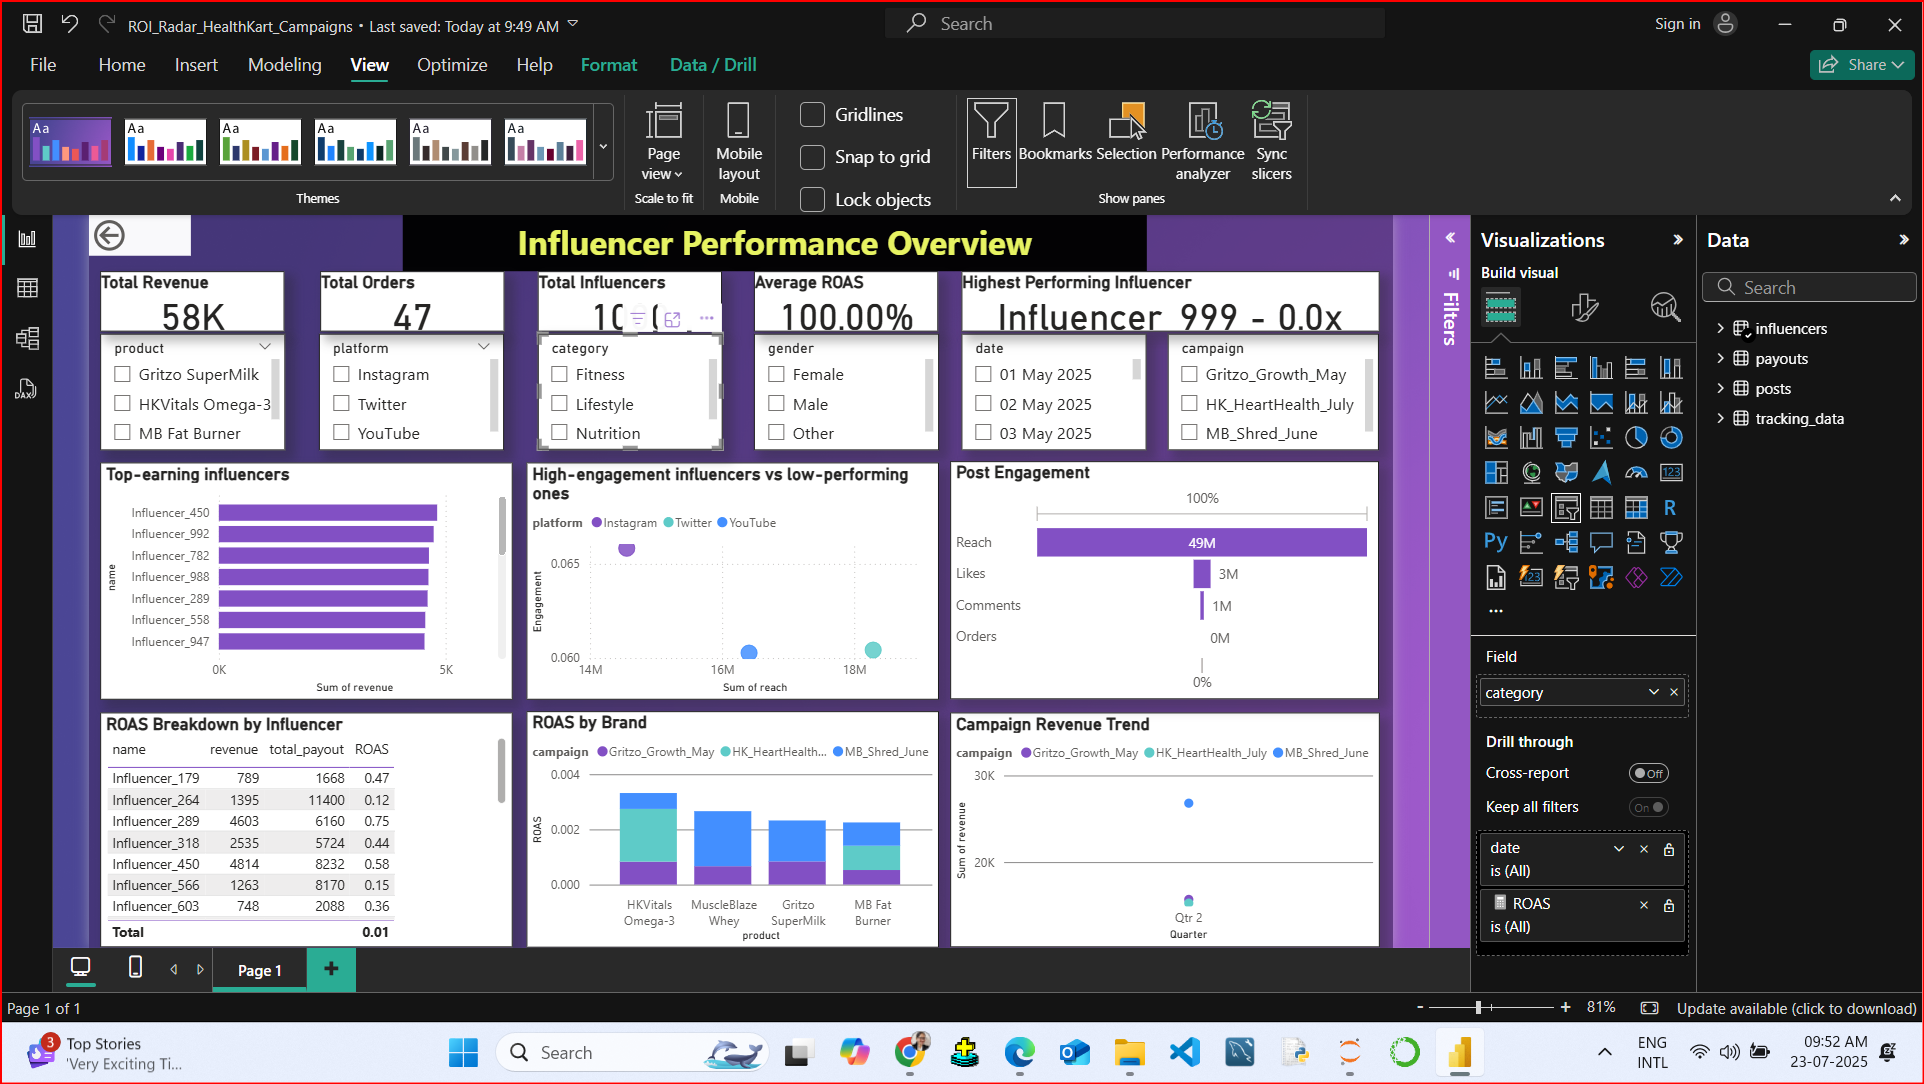 ROI_Radar_HealthKart_Campaigns • Last saved: Today at 9:49 AM
Search
Sign in
File Home Insert Modeling View Optimize Help Format Data / Drill
Share
Aa Aa Aa Aa Aa Aa
Themes
Page view
Scale to fit
Mobile layout
Mobile
Gridlines
Snap to grid
Lock objects
Filters
Bookmarks
Selection
Performance analyzer
Sync slicers
Show panes
Influencer Performance Overview
Total Revenue
58K
Total Orders
47
Total Influencers
Average ROAS
100.00%
Highest Performing Influencer
Influencer_999 - 0.0x
product
Gritzo SuperMilk
HKVitals Omega-3
MB Fat Burner
platform
Instagram
Twitter
YouTube
category
Fitness
Lifestyle
Nutrition
gender
Female
Male
Other
date
01 May 2025
02 May 2025
03 May 2025
campaign
Gritzo_Growth_May
HK_HeartHealth_July
MB_Shred_June
Top-earning influencers
name
Influencer_450
Influencer_992
Influencer_782
Influencer_988
Influencer_289
Influencer_558
Influencer_947
0K 5K
Sum of revenue
High-engagement influencers vs low-performing
ones
platform Instagram Twitter YouTube
Engagement
0.065
0.060
14M 16M 18M
Sum of reach
Post Engagement
100%
Reach 49M
Likes 3M
Comments 1M
Orders 0M
0%
ROAS Breakdown by Influencer
name revenue total_payout ROAS
Influencer_179 789 1668 0.47
Influencer_264 1395 11400 0.12
Influencer_289 4603 6160 0.75
Influencer_318 2535 5724 0.44
Influencer_450 4814 8232 0.58
Influencer_566 1263 8170 0.15
Influencer_603 748 2088 0.36
Total 0.01
ROAS by Brand
campaign Gritzo_Growth_May HK_HeartHealth... MB_Shred_June
ROAS
0.004
0.002
0.000
HKVitals Omega-3
MuscleBlaze Whey
Gritzo SuperMilk
MB Fat Burner
product
Campaign Revenue Trend
campaign Gritzo_Growth_May HK_HeartHealth_July MB_Shred_June
Sum of revenue
30K
20K
Qtr 2
Quarter
Filters
Visualizations
Build visual
123
R
Py
123
Field
category
Drill through
Cross-report Off
Keep all filters On
date
is (All)
ROAS
is (All)
Data
Search
influencers
payouts
posts
tracking_data
DAX
Page 1
Page 1 of 1
- + 81%
Update available (click to download)
3
Top Stories
'Very Exciting Ti...
Search
ENG
INTL
09:52 AM
23-07-2025